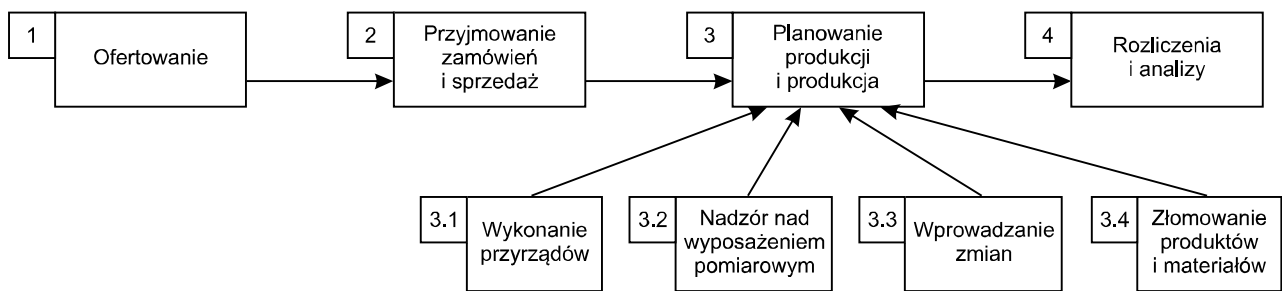 1
Ofertowanie
2
Przyjmowanie
zamówień
i sprzedaż
3
Planowanie
produkcji
i produkcja
4
Rozliczenia
i analizy
3.1
Wykonanie
przyrządów
3.2
Nadzór nad
wyposażeniem
pomiarowym
3.3
Wprowadzanie
zmian
3.4
Złomowanie
produktów
i materiałów